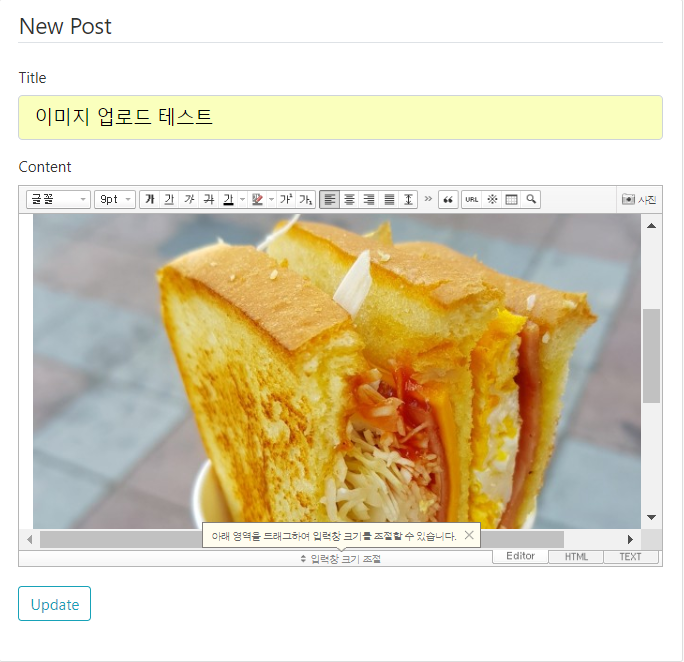 New Post
Title
이미지 업로드 테스트
Content
글꼴 9pt 가 가 가 가 가 가 가² 가₂ » “ URL 사진
아래 영역을 드래그하여 입력창 크기를 조절할 수 있습니다.
입력창 크기 조절 Editor HTML TEXT
Update